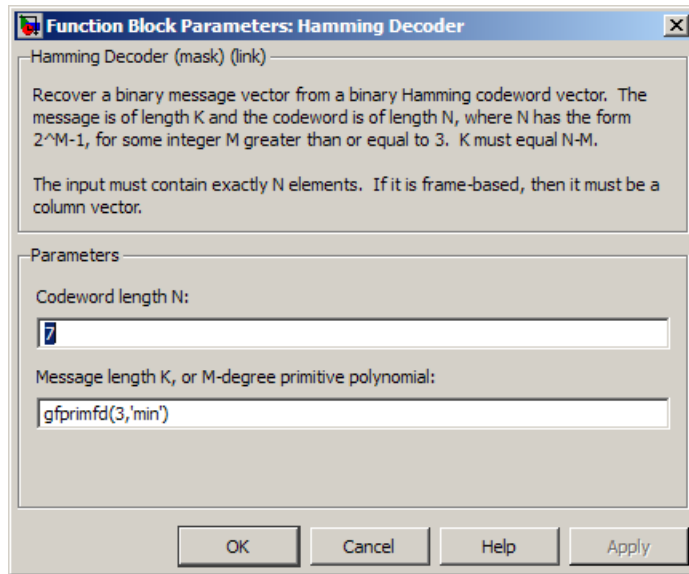 Function Block Parameters: Hamming Decoder
Hamming Decoder (mask) (link)
Recover a binary message vector from a binary Hamming codeword vector. The
message is of length K and the codeword is of length N, where N has the form
2^M-1, for some integer M greater than or equal to 3. K must equal N-M.
The input must contain exactly N elements. If it is frame-based, then it must be a
column vector.
Parameters
Codeword length N:
7
Message length K, or M-degree primitive polynomial:
gfprimfd(3,'min')
OK Cancel Help Apply